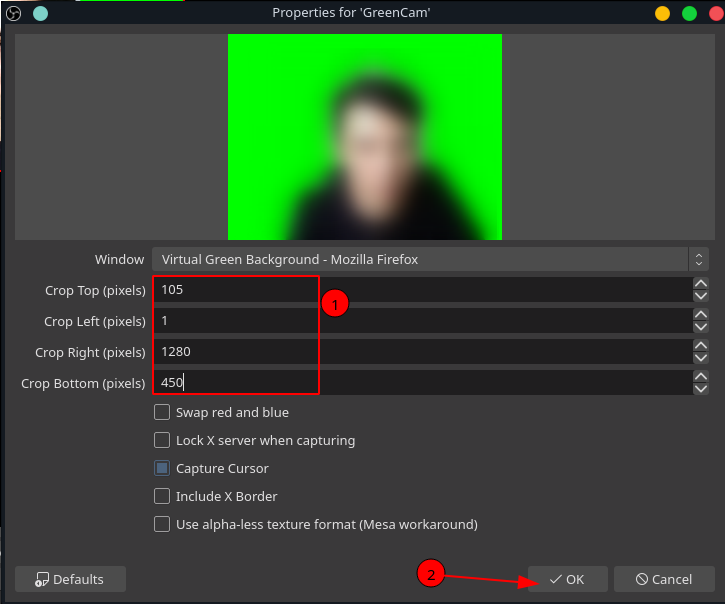 Properties for 'GreenCam'
Window Virtual Green Background - Mozilla Firefox
Crop Top (pixels) 105
1
Crop Left (pixels) 1
Crop Right (pixels) 1280
Crop Bottom (pixels) 450
Swap red and blue
Lock X server when capturing
Capture Cursor
Include X Border
Use alpha-less texture format (Mesa workaround)
Defaults 2 OK Cancel